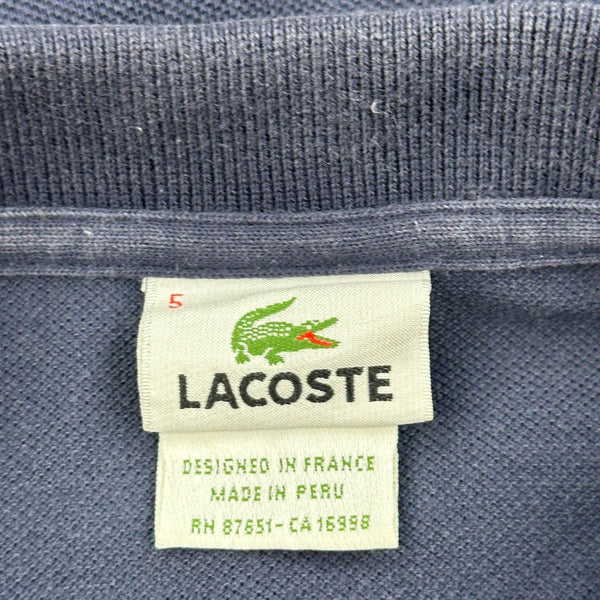 5
LACOSTE
DESIGNED IN FRANCE
MADE IN PERU
RN 87651-CA 16998